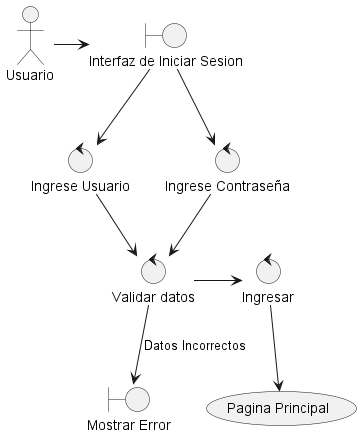 Usuario
Interfaz de Iniciar Sesion
Ingrese Usuario
Ingrese Contraseña
Validar datos
Ingresar
Datos Incorrectos
Mostrar Error
Pagina Principal